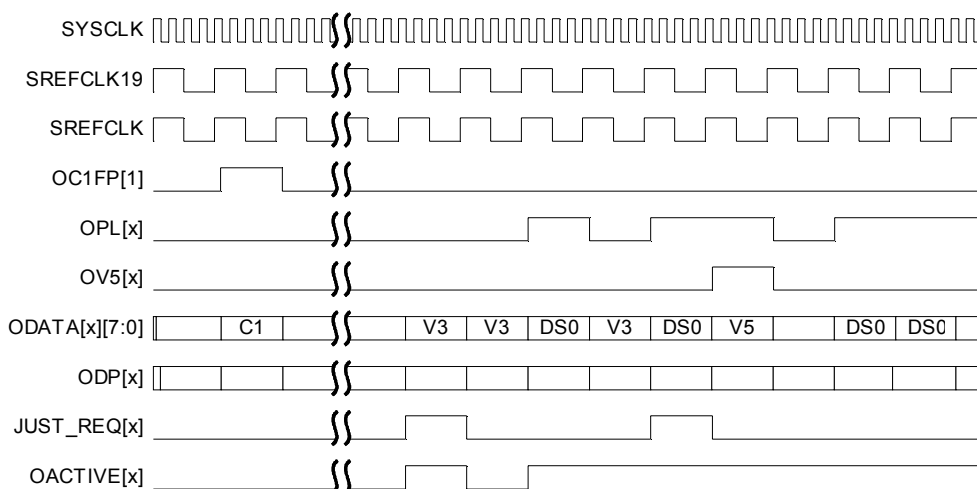 SYSCLK
SREFCLK19
SREFCLK
OC1FP[1]
OPL[x]
OV5[x]
ODATA[x][7:0] C1 V3 V3 DS0 V3 DS0 V5 DS0 DS0
ODP[x]
JUST_REQ[x]
OACTIVE[x]